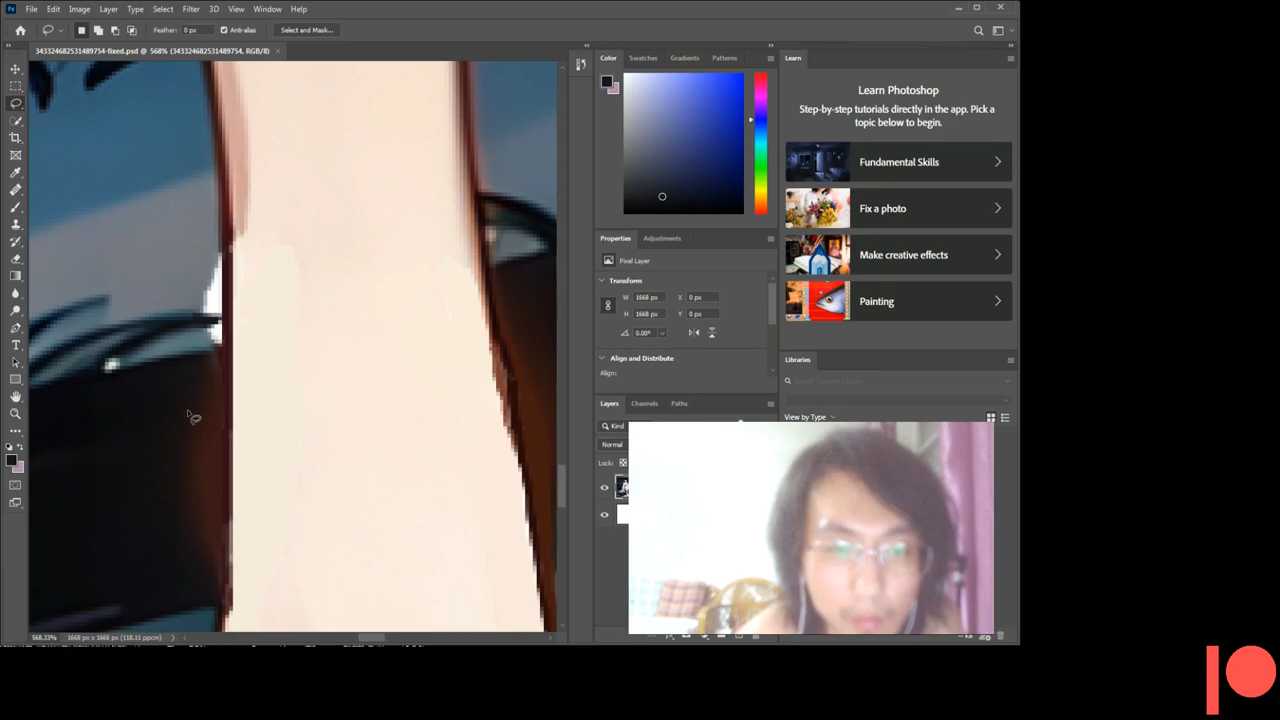 Ps File Edit Image Layer Type Select Filter 3D View Window Help
Feather: 0 px Anti-alias Select and Mask...
343324682531489754-fixed.psd @ 568% (343324682531489754, RGB/8)
Color Swatches Gradients Patterns
Learn
Learn Photoshop
Step-by-step tutorials directly in the app. Pick a
topic below to begin.
Fundamental Skills
Fix a photo
Make creative effects
Painting
Properties Adjustments
Pixel Layer
Transform
W 1668 px X 0 px
H 1668 px Y 0 px
0.00°
Align and Distribute
Align:
Libraries
Search Current Library
View by Type
Layers Channels Paths
Kind
Normal
Lock:
568.33% 1668 px x 1668 px (118.11 ppcm)